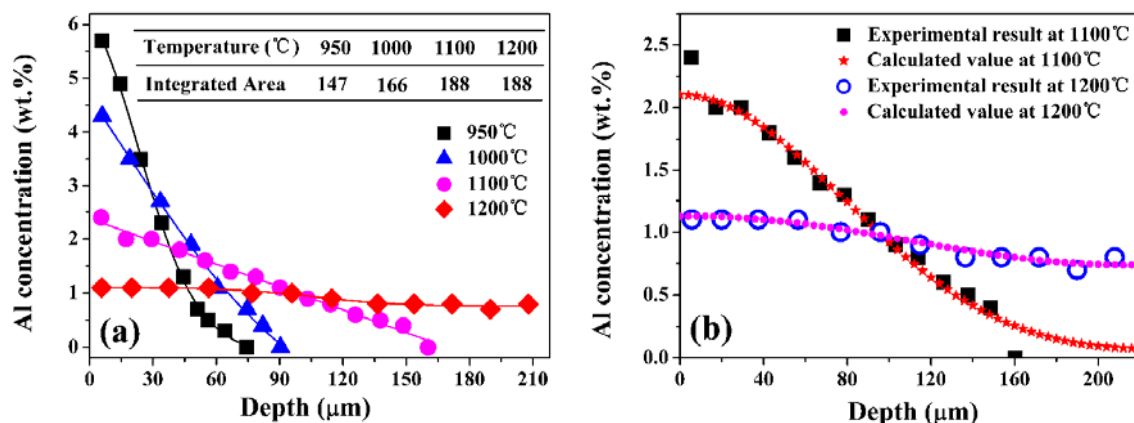 Temperature (℃) 950 1000 1100 1200
Integrated Area 147 166 188 188
950℃
1000℃
1100℃
1200℃
(a)
Al concentration (wt.%)
6
5
4
3
2
1
0
0 30 60 90 120 150 180 210
Depth (μm)
Experimental result at 1100℃
Calculated value at 1100℃
Experimental result at 1200℃
Calculated value at 1200℃
(b)
Al concentration (wt.%)
2.5
2.0
1.5
1.0
0.5
0.0
0 40 80 120 160 200
Depth (μm)